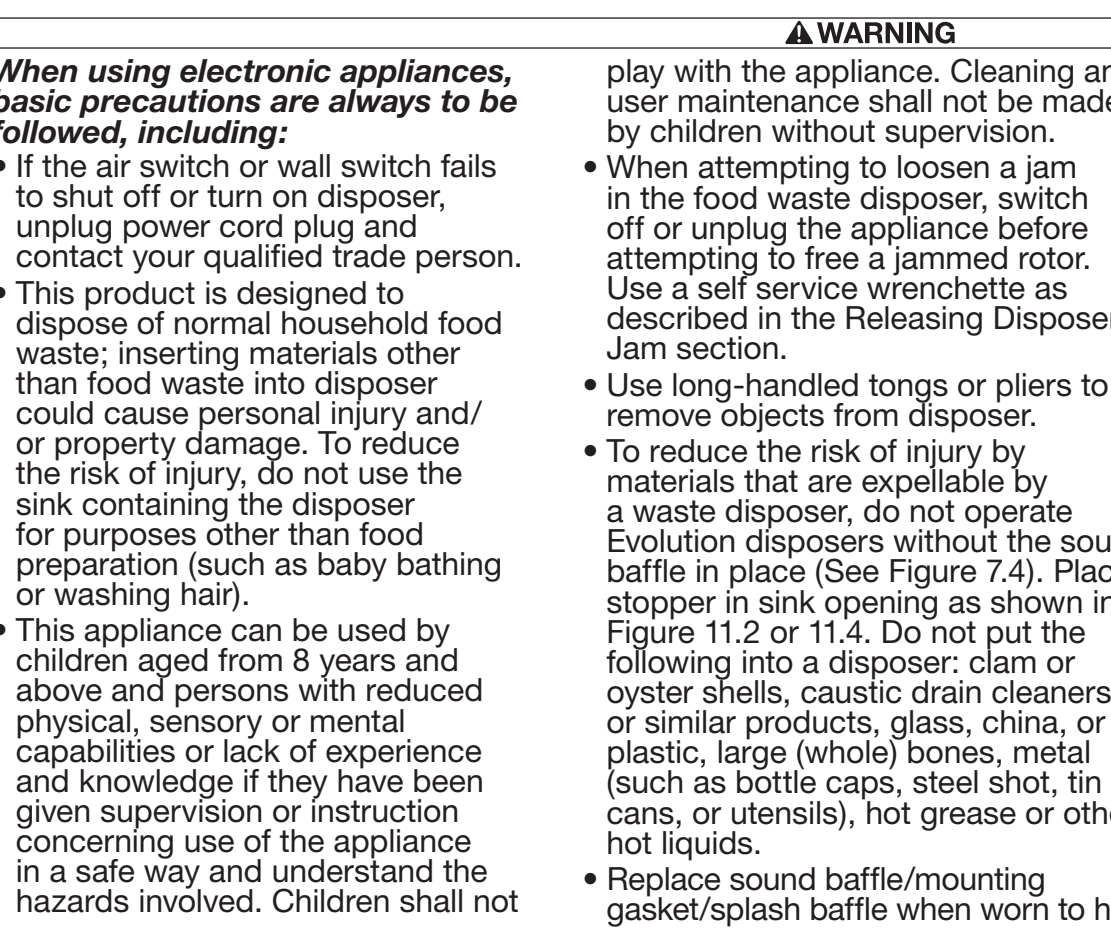 WARNING
When using electronic appliances,
basic precautions are always to be
followed, including:
• If the air switch or wall switch fails
to shut off or turn on disposer,
unplug power cord plug and
contact your qualified trade person.
• This product is designed to
dispose of normal household food
waste; inserting materials other
than food waste into disposer
could cause personal injury and/
or property damage. To reduce
the risk of injury, do not use the
sink containing the disposer
for purposes other than food
preparation (such as baby bathing
or washing hair).
• This appliance can be used by
children aged from 8 years and
above and persons with reduced
physical, sensory or mental
capabilities or lack of experience
and knowledge if they have been
given supervision or instruction
concerning use of the appliance
in a safe way and understand the
hazards involved. Children shall not
play with the appliance. Cleaning
user maintenance shall not be made
by children without supervision.
• When attempting to loosen a jam
in the food waste disposer, switch
off or unplug the appliance before
attempting to free a jammed rotor.
Use a self service wrenchette as
described in the Releasing Disposer
Jam section.
• Use long-handled tongs or pliers to
remove objects from disposer.
• To reduce the risk of injury by
materials that are expellable by
a waste disposer, do not operate
Evolution disposers without the
baffle in place (See Figure 7.4).
stopper in sink opening as shown in
Figure 11.2 or 11.4. Do not put the
following into a disposer: clam or
oyster shells, caustic drain cleaners
or similar products, glass, china, or
plastic, large (whole) bones, metal
(such as bottle caps, steel shot, tin
cans, or utensils), hot grease or
hot liquids.
• Replace sound baffle/mounting
gasket/splash baffle when worn to